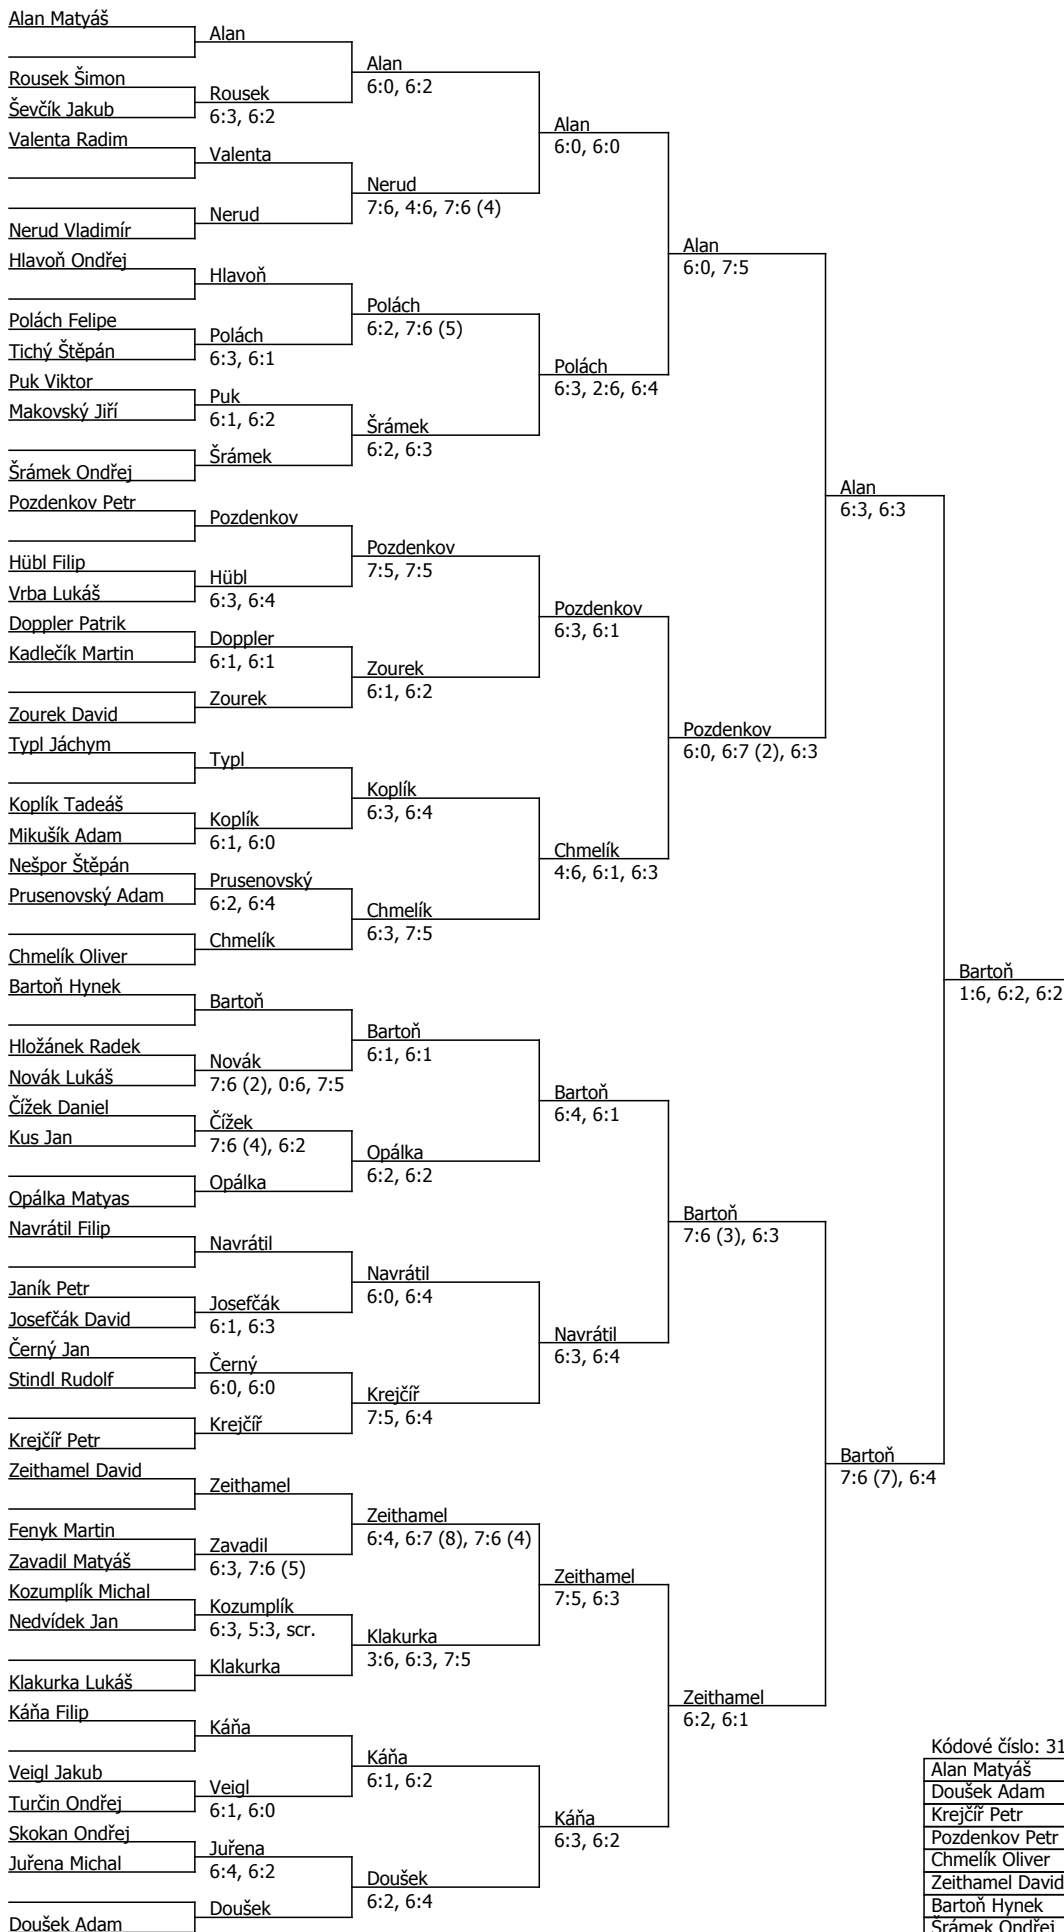 Alan Matyáš
Rousek Šimon
Ševčík Jakub
Valenta Radim
Nerud Vladimír
Hlavoň Ondřej
Polách Felipe
Tichý Štěpán
Puk Viktor
Makovský Jiří
Šrámek Ondřej
Pozdenkov Petr
Hübl Filip
Vrba Lukáš
Doppler Patrik
Kadlečík Martin
Zourek David
Typl Jáchym
Koplík Tadeáš
Mikušík Adam
Nešpor Štěpán
Prusenovský Adam
Chmelík Oliver
Bartoň Hynek
Hložánek Radek
Novák Lukáš
Čížek Daniel
Kus Jan
Opálka Matyas
Navrátil Filip
Janík Petr
Josefčák David
Černý Jan
Stindl Rudolf
Krejčíř Petr
Zeithamel David
Fenyk Martin
Zavadil Matyáš
Kozumplík Michal
Nedvídek Jan
Klakurka Lukáš
Káňa Filip
Veigl Jakub
Turčin Ondřej
Skokan Ondřej
Juřena Michal
Doušek Adam
Alan
Rousek
6:3, 6:2
Valenta
Nerud
Hlavoň
Polách
6:3, 6:1
Puk
6:1, 6:2
Šrámek
Pozdenkov
Hübl
6:3, 6:4
Doppler
6:1, 6:1
Zourek
Typl
Koplík
6:1, 6:0
Prusenovský
6:2, 6:4
Chmelík
Bartoň
Novák
7:6 (2), 0:6, 7:5
Čížek
7:6 (4), 6:2
Opálka
Navrátil
Josefčák
6:1, 6:3
Černý
6:0, 6:0
Krejčíř
Zeithamel
Zavadil
6:3, 7:6 (5)
Kozumplík
6:3, 5:3, scr.
Klakurka
Káňa
Veigl
6:1, 6:0
Juřena
6:4, 6:2
Doušek
Alan
6:0, 6:2
Nerud
7:6, 4:6, 7:6 (4)
Polách
6:2, 7:6 (5)
Šrámek
6:2, 6:3
Pozdenkov
7:5, 7:5
Zourek
6:1, 6:2
Koplík
6:3, 6:4
Chmelík
6:3, 7:5
Bartoň
6:1, 6:1
Opálka
6:2, 6:2
Navrátil
6:0, 6:4
Krejčíř
7:5, 6:4
Zeithamel
6:4, 6:7 (8), 7:6 (4)
Klakurka
3:6, 6:3, 7:5
Káňa
6:1, 6:2
Doušek
6:2, 6:4
Alan
6:0, 6:0
Polách
6:3, 2:6, 6:4
Pozdenkov
6:3, 6:1
Chmelík
4:6, 6:1, 6:3
Bartoň
6:4, 6:1
Navrátil
6:3, 6:4
Zeithamel
7:5, 6:3
Káňa
6:3, 6:2
Alan
6:0, 7:5
Pozdenkov
6:0, 6:7 (2), 6:3
Bartoň
7:6 (3), 6:3
Zeithamel
6:2, 6:1
Alan
6:3, 6:3
Bartoň
7:6 (7), 6:4
Bartoň
1:6, 6:2, 6:2
Kódové číslo: 31
Alan Matyáš
Doušek Adam
Krejčíř Petr
Pozdenkov Petr
Chmelík Oliver
Zeithamel David
Bartoň Hynek
Šrámek Ondřej